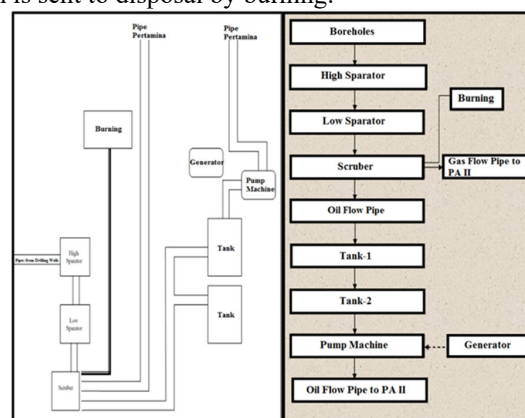 l is sent to disposal by burning.
Pipe
Pertamina
Pipe
Pertamina
Burning
Generator
Pump
Machine
Tank
Pipes from Drilling Wells
High
Sparator
Low
Sparator
Tank
Scruber
Boreholes
High Sparator
Burning
Low Sparator
Scruber
Gas Flow Pipe to
PA II
Oil Flow Pipe
Tank-1
Tank-2
Pump Machine
Generator
Oil Flow Pipe to PA II